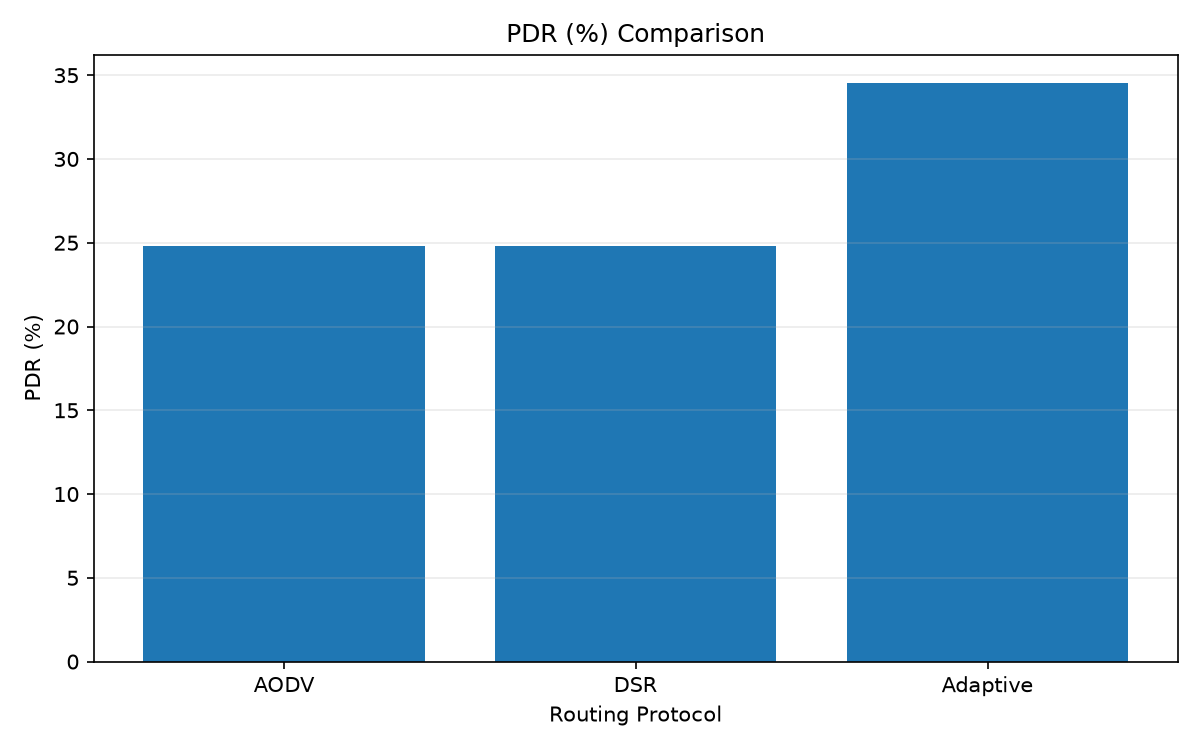 PDR (%) Comparison
PDR (%)
35
30
25
20
15
10
5
0
AODV DSR Adaptive
Routing Protocol